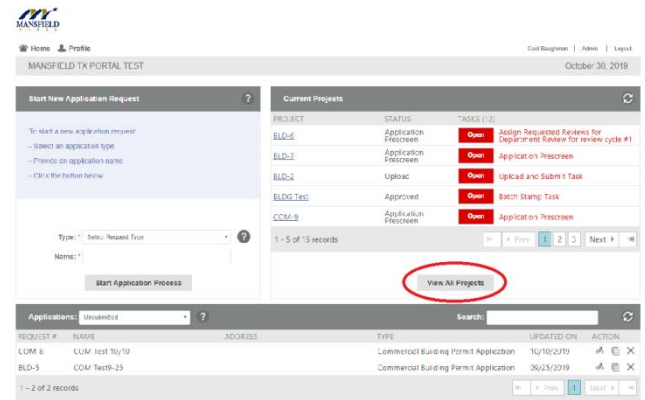 MANSFIELD
Home Profile
Admin | Logout
MANSFIELD TX PORTAL TEST
October 30, 2019
Start New Application Request ?
To start a new application request:
- Select an application type
- Provide an application name
- Click the button below
Type: * Select Request Type ?
Name: *
Start Application Process
Current Projects
PROJECT STATUS TASKS (12)
BLD-6 Application Prescreen Open Assign Requested Reviews for Department Review for review cycle #1
BLD-7 Application Prescreen Open Application Prescreen
BLD-2 Upload Open Upload and Submit Task
BLDG Test Approved Open Batch Stamp Task
COM-9 Application Prescreen Open Application Prescreen
1 - 5 of 15 records Prev 1 2 3 Next
View All Projects
Applications: Unsubmitted ? Search:
REQUEST # NAME ADDRESS TYPE UPDATED ON ACTION
COM Test 10/10 Commercial Building Permit Application 10/10/2019
BLD-5 COM Test9-25 Commercial Building Permit Application 09/25/2019
1 - 2 of 2 records Prev 1 Next